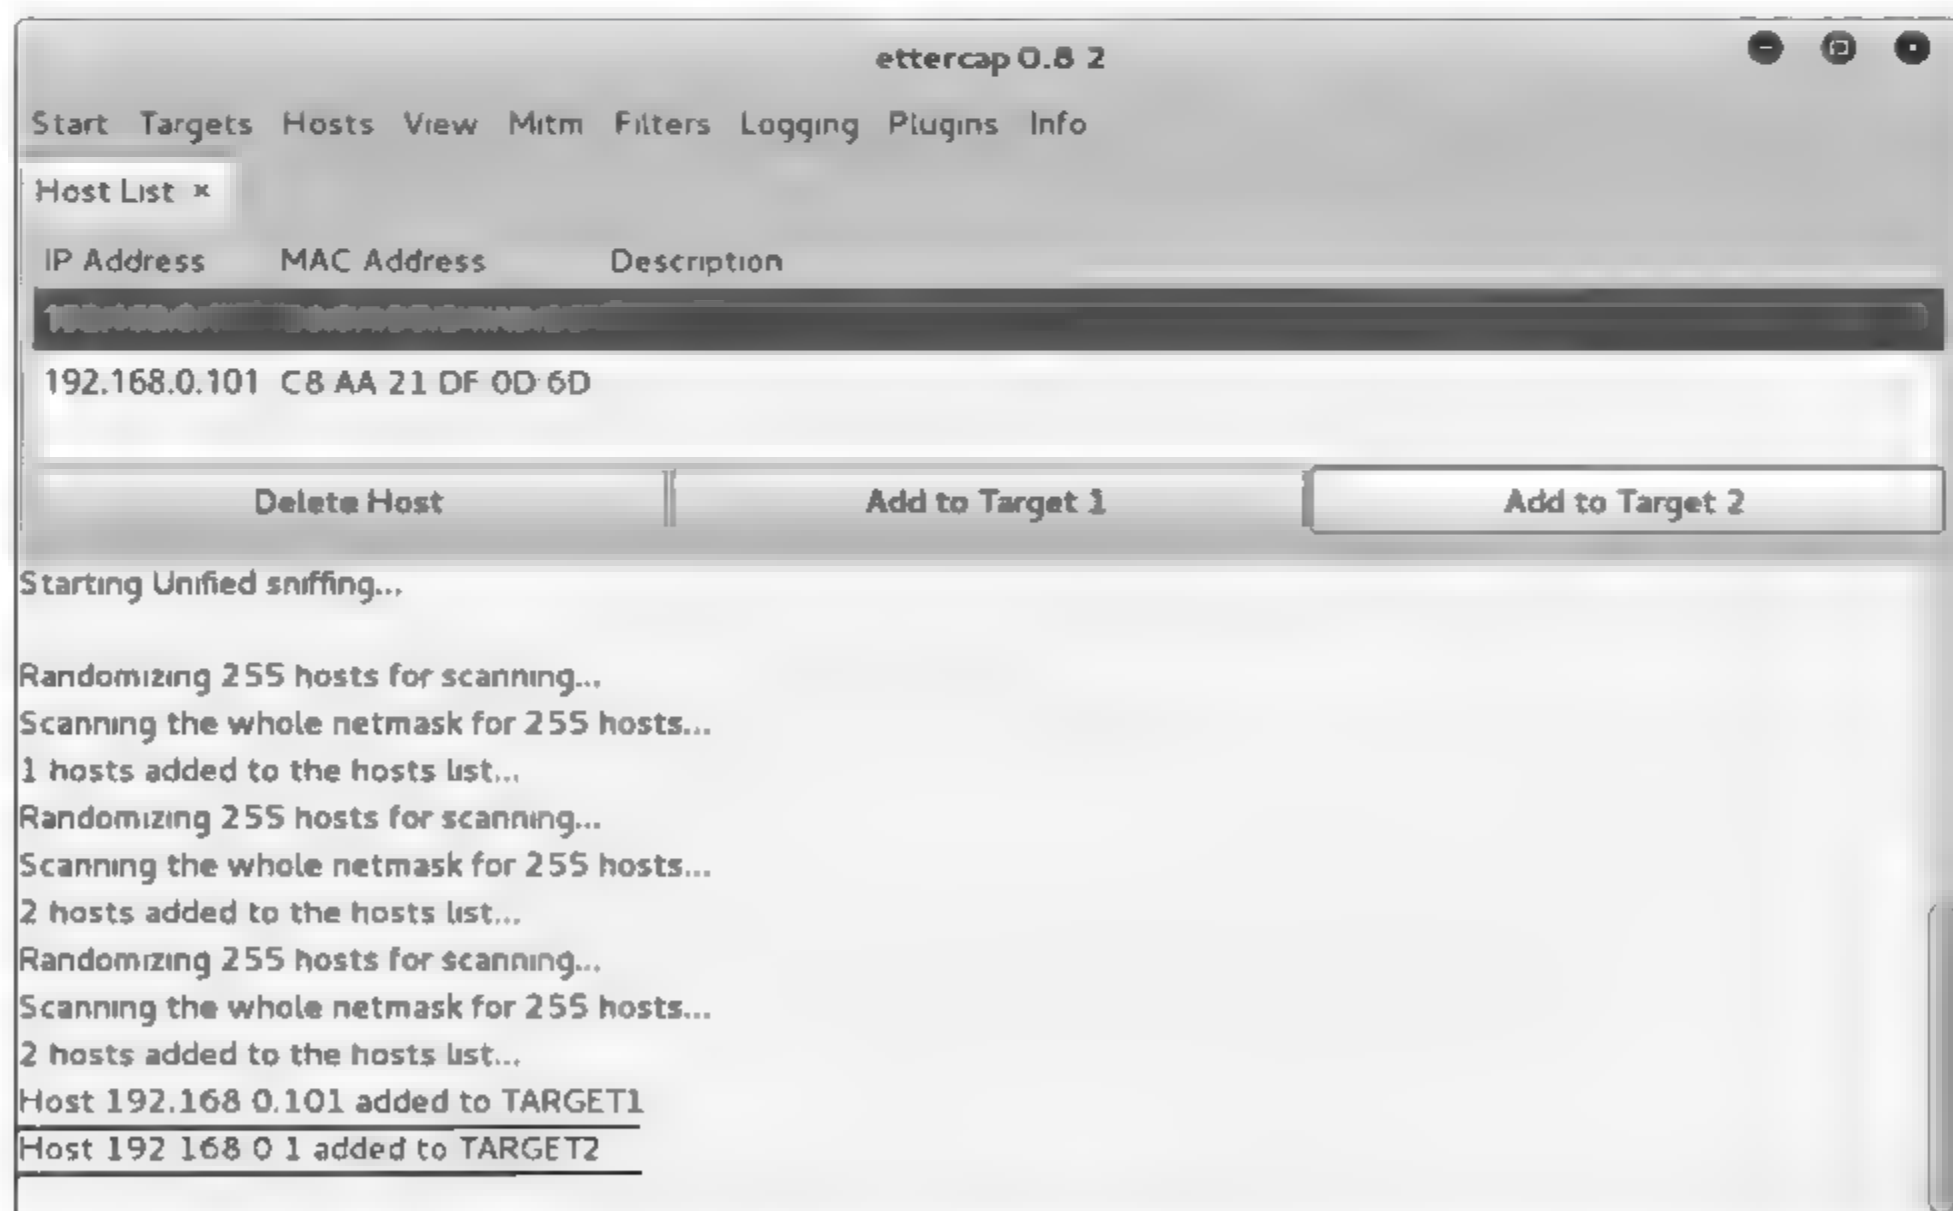 ettercap 0.8 2
Start Targets Hosts View Mitm Filters Logging Plugins Info
Host List ×
IP Address MAC Address Description
192.168.0.101 C8 AA 21 DF 0D 6D
Delete Host Add to Target 1 Add to Target 2
Starting Unified sniffing...
Randomizing 255 hosts for scanning...
Scanning the whole netmask for 255 hosts...
1 hosts added to the hosts list...
Randomizing 255 hosts for scanning...
Scanning the whole netmask for 255 hosts...
2 hosts added to the hosts list...
Randomizing 255 hosts for scanning...
Scanning the whole netmask for 255 hosts...
2 hosts added to the hosts list...
Host 192.168 0.101 added to TARGET1
Host 192 168 0 1 added to TARGET2